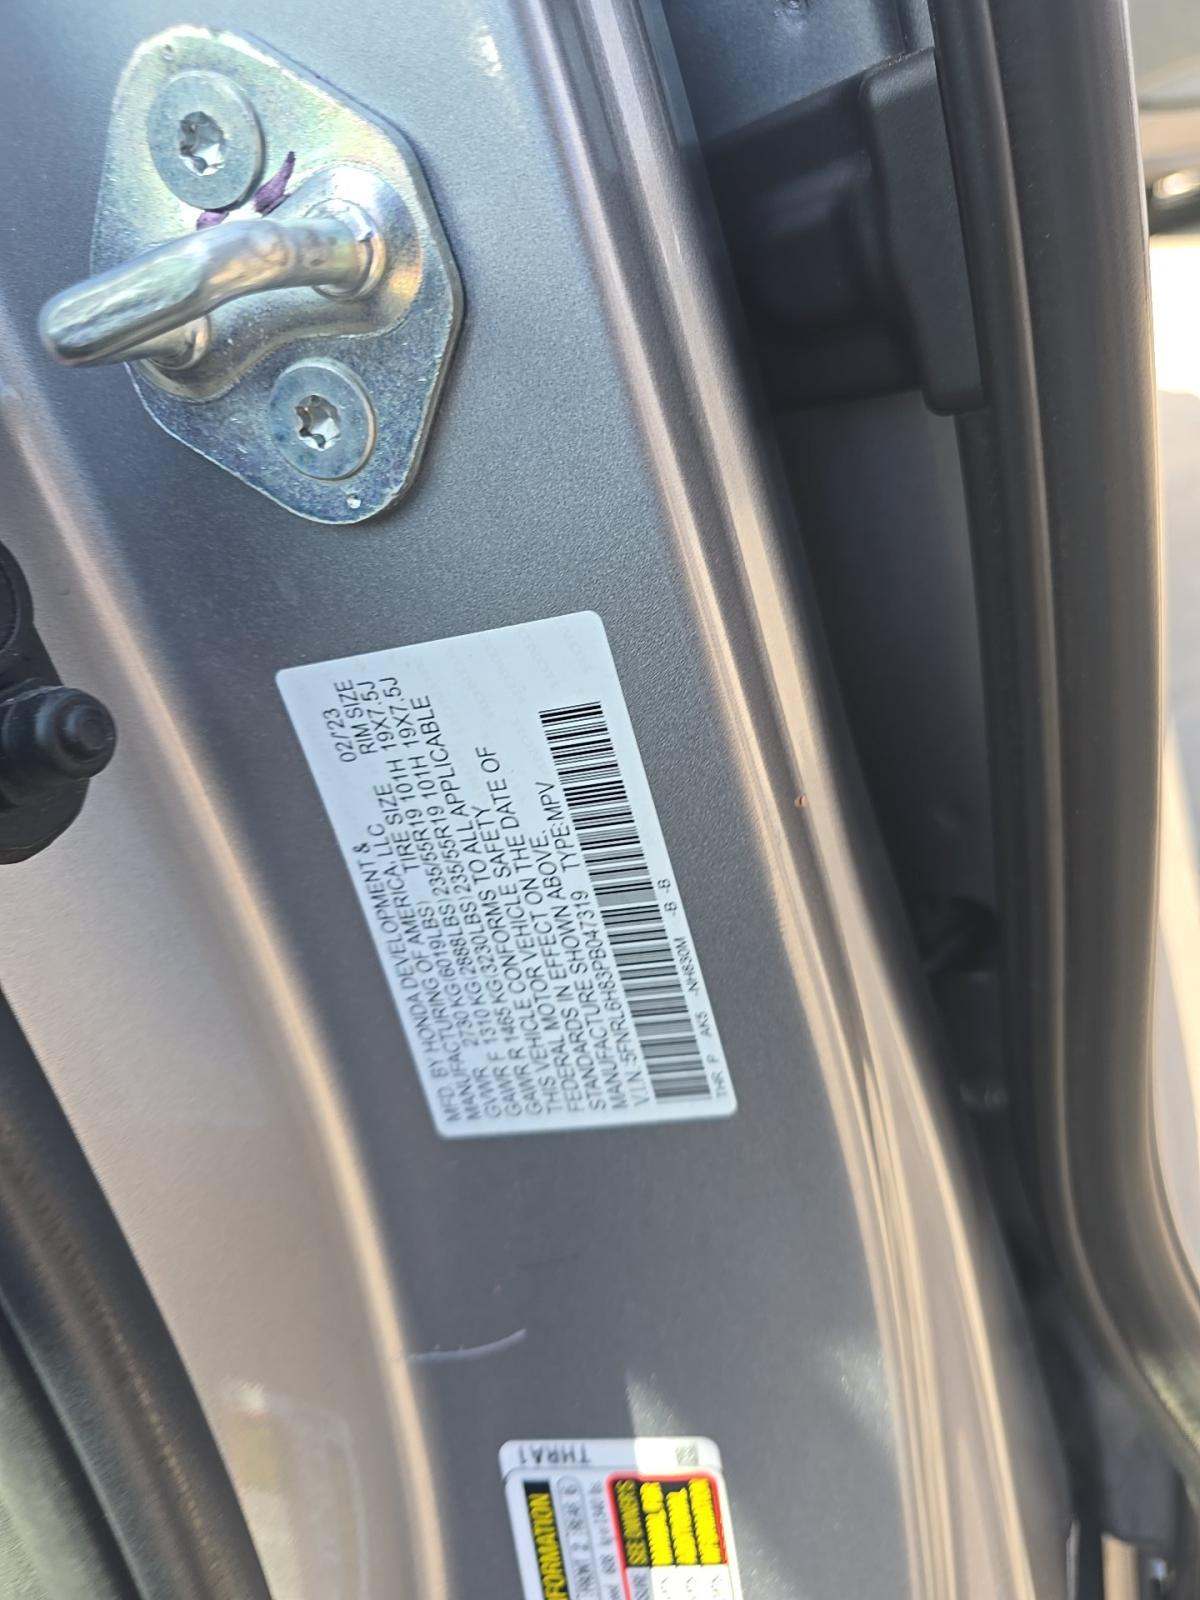 MFD. BY HONDA DEVELOPMENT & 02/23
MANUFACTURING OF AMERICA, LLC RIM SIZE
2730 KG(6019LBS) TIRE SIZE 19X7.5J
GVWR F 1310 KG(2888LBS) 235/55R19 101H 19X7.5J
GAWR R 1465 KG(3230LBS) 235/55R19 101H
GAWR
THIS VEHICLE CONFORMS TO ALL APPLICABLE
FEDERAL MOTOR VEHICLE SAFETY
STANDARDS IN EFFECT ON THE DATE OF
MANUFACTURE SHOWN ABOVE.
V.I.N.:5FNRL6H83PB047319 TYPE:MPV
THR P AK5 -NH830M -B -B
THRA1
SEE OWNER'S